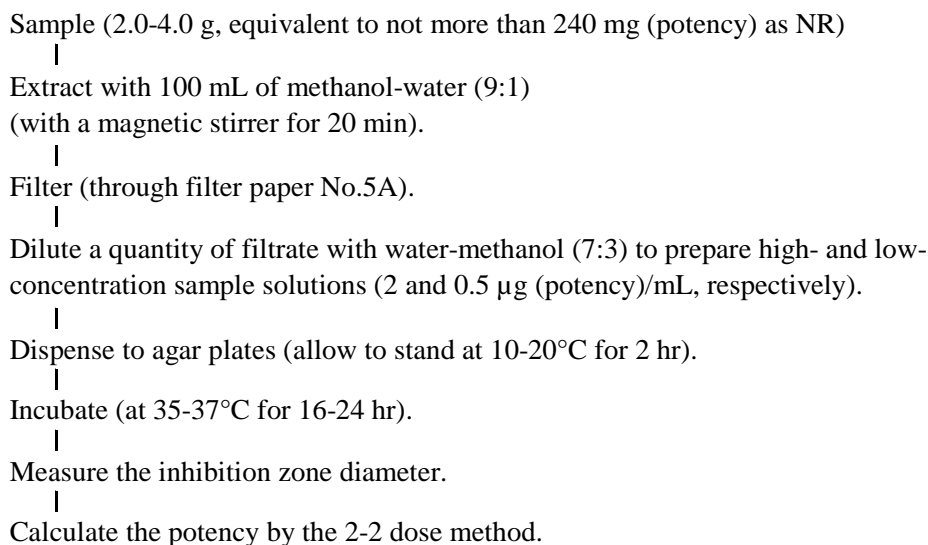 Sample (2.0-4.0 g, equivalent to not more than 240 mg (potency) as NR)
Extract with 100 mL of methanol-water (9:1)
(with a magnetic stirrer for 20 min).
Filter (through filter paper No.5A).
Dilute a quantity of filtrate with water-methanol (7:3) to prepare high- and low-
concentration sample solutions (2 and 0.5 µg (potency)/mL, respectively).
Dispense to agar plates (allow to stand at 10-20°C for 2 hr).
Incubate (at 35-37°C for 16-24 hr).
Measure the inhibition zone diameter.
Calculate the potency by the 2-2 dose method.